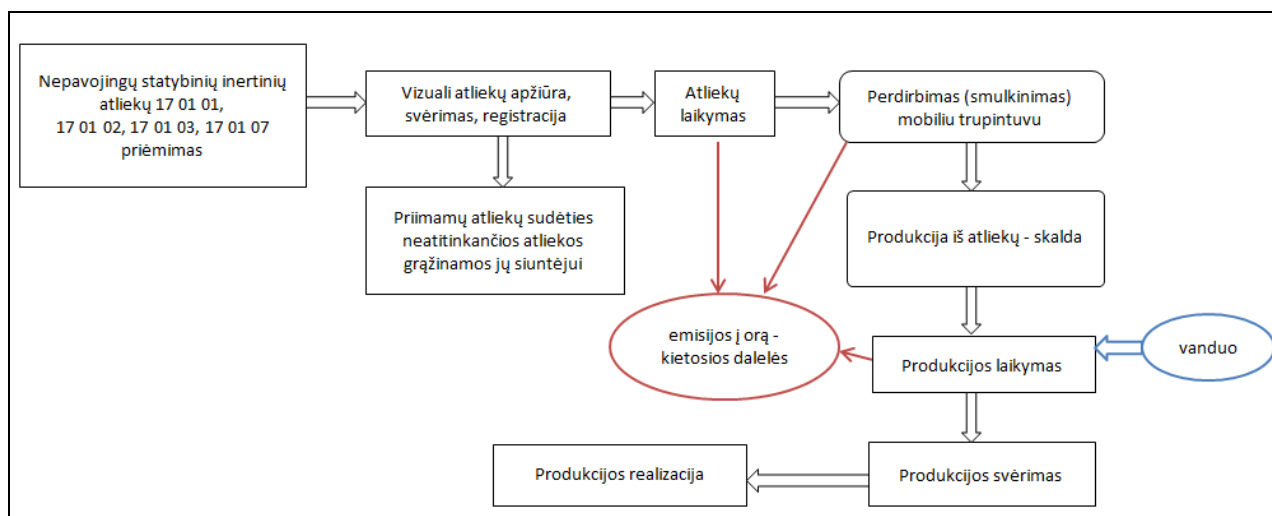 Nepavojingų statybinių inertinių
atliekų 17 01 01,
17 01 02, 17 01 03, 17 01 07
priėmimas
Vizuali atliekų apžiūra,
svėrimas, registracija
Atliekų
laikymas
Perdirbimas (smulkinimas)
mobiliu trupintuvu
Priimamų atliekų sudėties
neatitinkančios atliekos
grąžinamos jų siuntėjui
Produkcija iš atliekų - skalda
emisijos į orą -
kietosios dalelės
Produkcijos laikymas
vanduo
Produkcijos realizacija
Produkcijos svėrimas